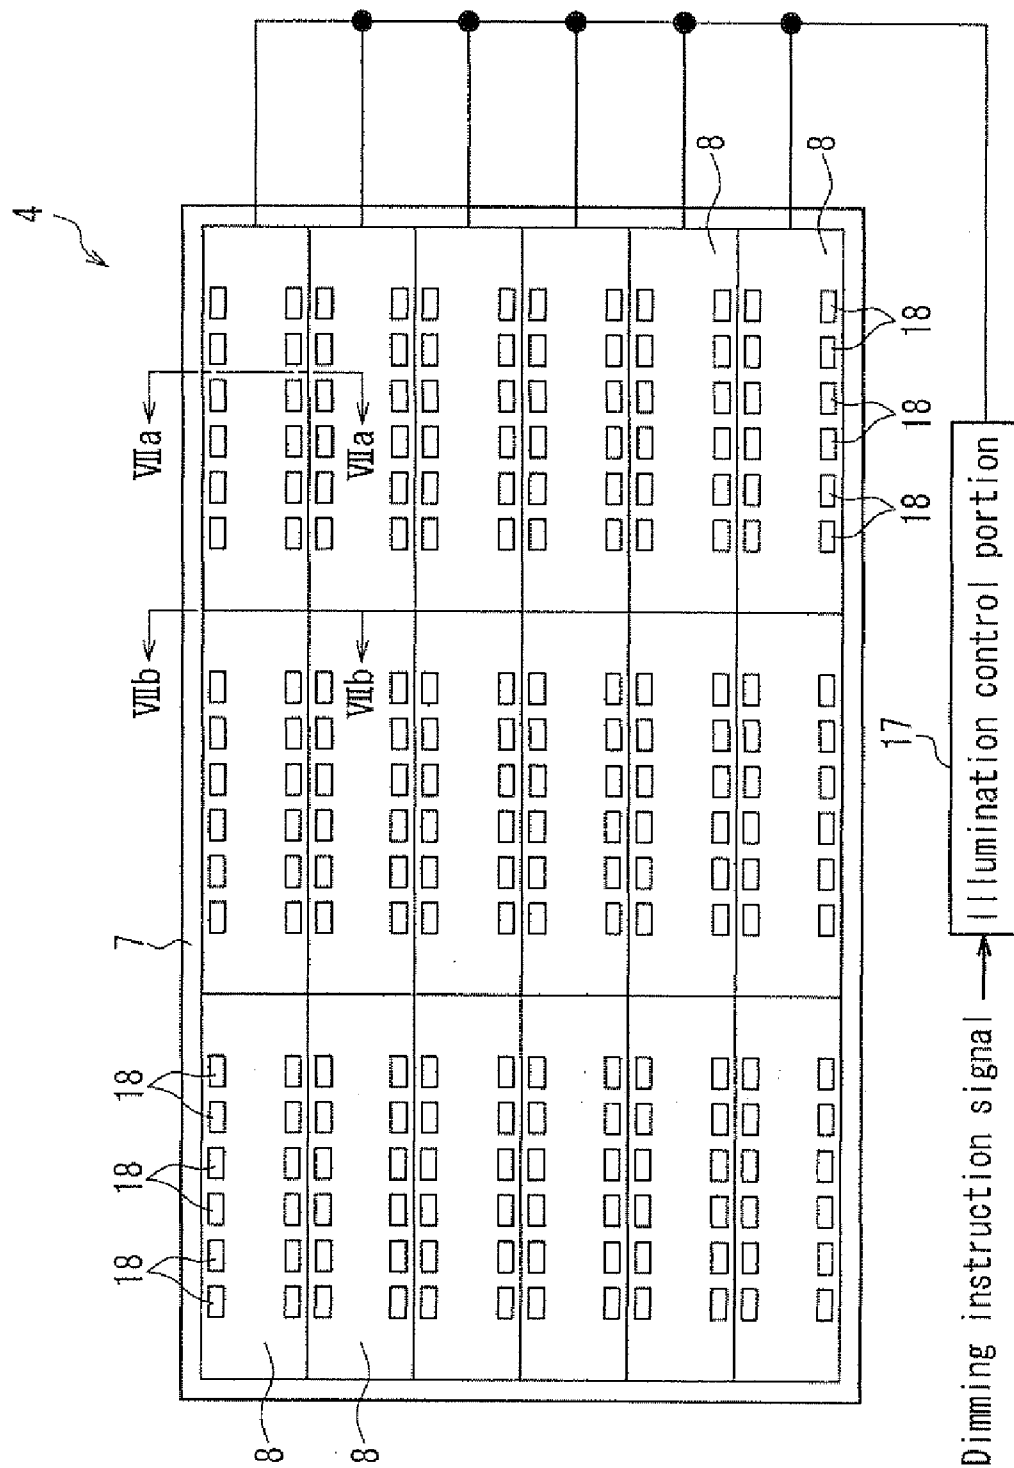 4
18
18
18
7
Ⅶb
Ⅶa
8
8
Ⅶb
Ⅶa
8
8
17
18
18
18
Dimming instruction signal
Illumination control portion